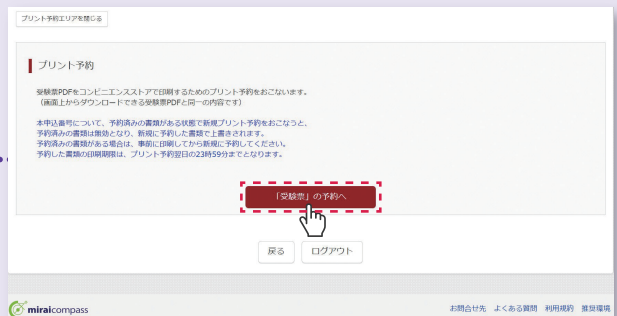 プリント予約エリアを閉じる
プリント予約
受験票PDFをコンビニエンスストアで印刷するためのプリント予約をおこないます。
（画面上からダウンロードできる受験票PDFと同一の内容です）
本申込番号について、予約済みの書類がある状態で新規プリント予約をおこなうと、
予約済みの書類は無効となり、新規に予約した書類で上書きされます。
予約済みの書類がある場合は、事前に印刷してから新規に予約してください。
予約した書類の印刷期限は、プリント予約翌日の23時59分までとなります。
「受験票」の予約へ
戻る ログアウト
miraicompass お問合せ先 よくある質問 利用規約 推奨環境